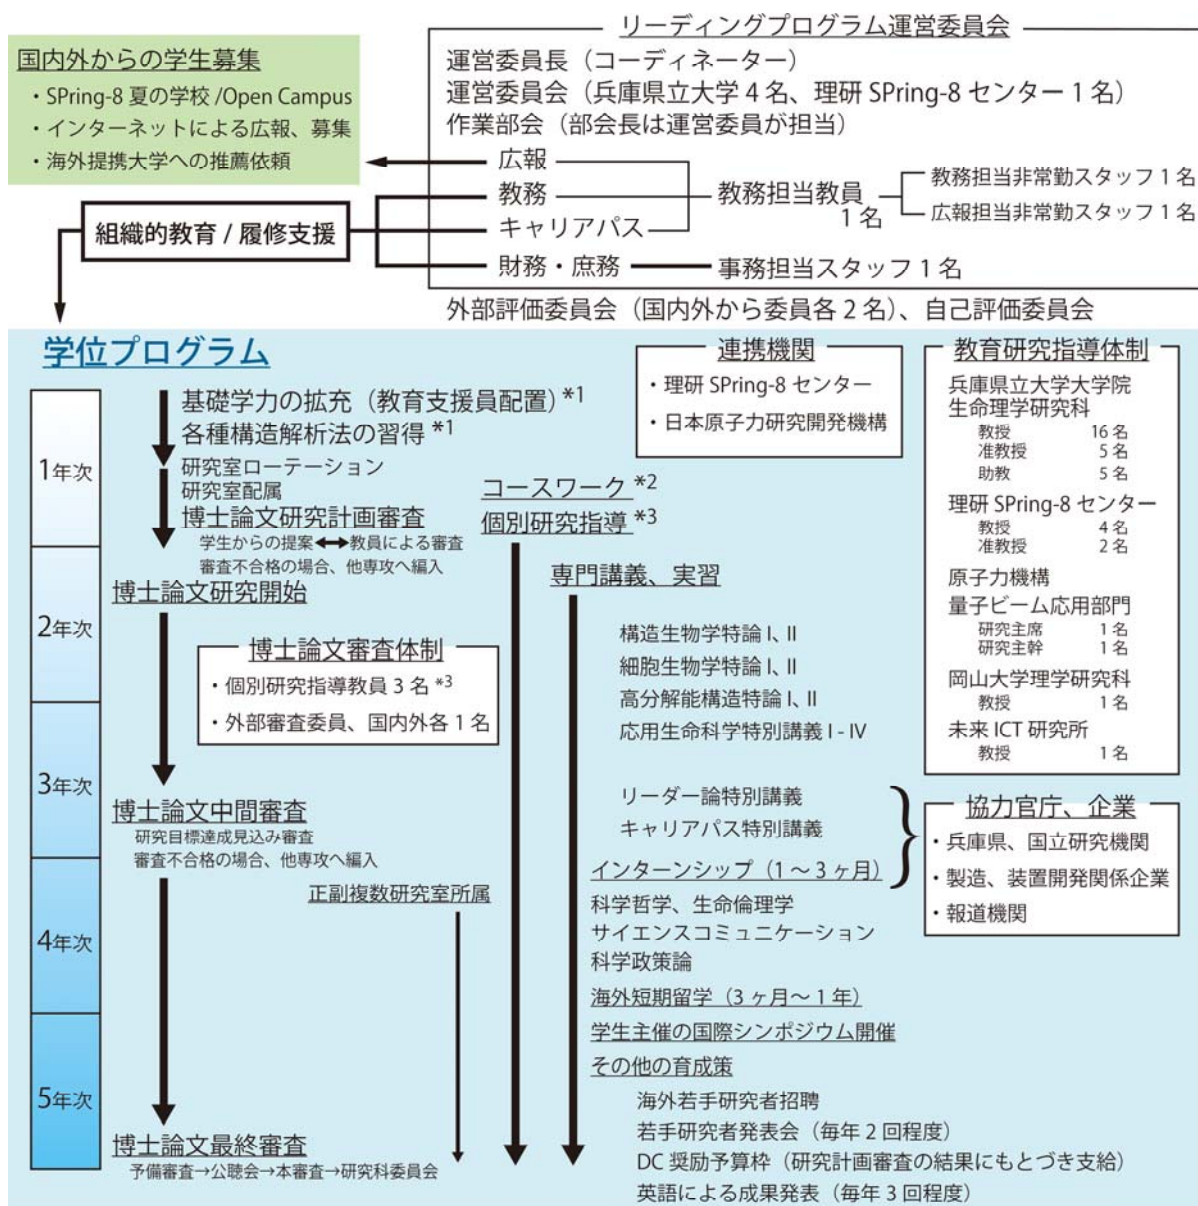 リーディングプログラム運営委員会
運営委員長（コーディネーター）
運営委員会（兵庫県立大学 4 名、理研 SPring-8 センター 1 名）
作業部会（部会長は運営委員が担当）
広報
教務
キャリアパス
財務・庶務
教務担当教員
1 名
教務担当非常勤スタッフ 1 名
広報担当非常勤スタッフ 1 名
事務担当スタッフ 1 名
外部評価委員会（国内外から委員各 2 名）、自己評価委員会
国内外からの学生募集
・SPring-8 夏の学校 /Open Campus
・インターネットによる広報、募集
・海外提携大学への推薦依頼
組織的教育 / 履修支援
学位プログラム
1年次
2年次
3年次
4年次
5年次
基礎学力の拡充（教育支援員配置）*1
各種構造解析法の習得 *1
研究室ローテーション
研究室配属
博士論文研究計画審査
学生からの提案↔教員による審査
審査不合格の場合、他専攻へ編入
博士論文研究開始
博士論文審査体制
・個別研究指導教員 3 名 *3
・外部審査委員、国内外各 1 名
博士論文中間審査
研究目標達成見込み審査
審査不合格の場合、他専攻へ編入
正副複数研究室所属
博士論文最終審査
予備審査→公聴会→本審査→研究科委員会
コースワーク *2
個別研究指導 *3
専門講義、実習
構造生物学特論 I、II
細胞生物学特論 I、II
高分解能構造特論 I、II
応用生命科学特別講義 I - IV
リーダー論特別講義
キャリアパス特別講義
インターンシップ（1 ～ 3 ヶ月）
科学哲学、生命倫理学
サイエンスコミュニケーション
科学政策論
海外短期留学（3 ヶ月～ 1 年）
学生主催の国際シンポジウム開催
その他の育成策
海外若手研究者招聘
若手研究者発表会（毎年 2 回程度）
DC 奨励予算枠（研究計画審査の結果にもとづき支給）
英語による成果発表（毎年 3 回程度）
連携機関
・理研 SPring-8 センター
・日本原子力研究開発機構
教育研究指導体制
兵庫県立大学大学院
生命理学研究科
教授 16 名
准教授 5 名
助教 5 名
理研 SPring-8 センター
教授 4 名
准教授 2 名
原子力機構
量子ビーム応用部門
研究主席 1 名
研究主幹 1 名
岡山大学理学研究科
教授 1 名
未来 ICT 研究所
教授 1 名
協力官庁、企業
・兵庫県、国立研究機関
・製造、装置開発関係企業
・報道機関